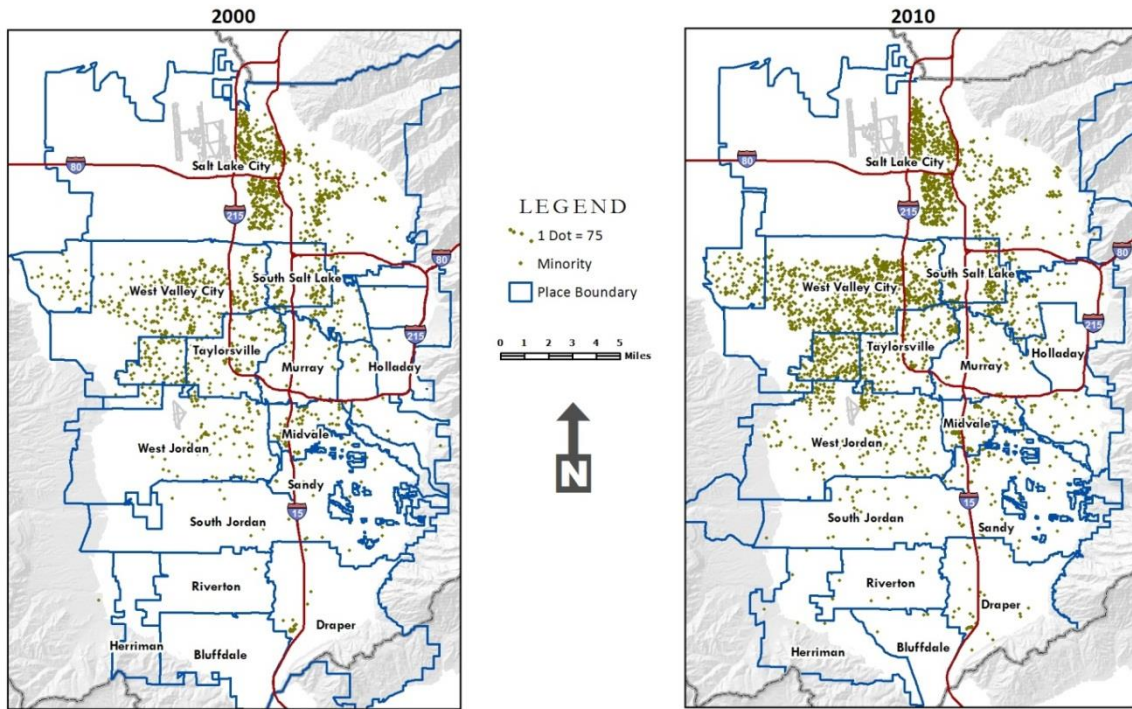 2000
Salt Lake City
80
215
80
West Valley City
South Salt Lake
215
Taylorsville
Murray
Holladay
Midvale
West Jordan
Sandy
South Jordan
15
Riverton
Draper
Herriman
Bluffdale
LEGEND
1 Dot = 75
Minority
Place Boundary
0 1 2 3 4 5
Miles
N
2010
Salt Lake City
80
215
80
South Salt Lake
West Valley City
215
Taylorsville
Holladay
Murray
Midvale
West Jordan
15
South Jordan
Sandy
Riverton
Draper
Bluffdale
Herriman